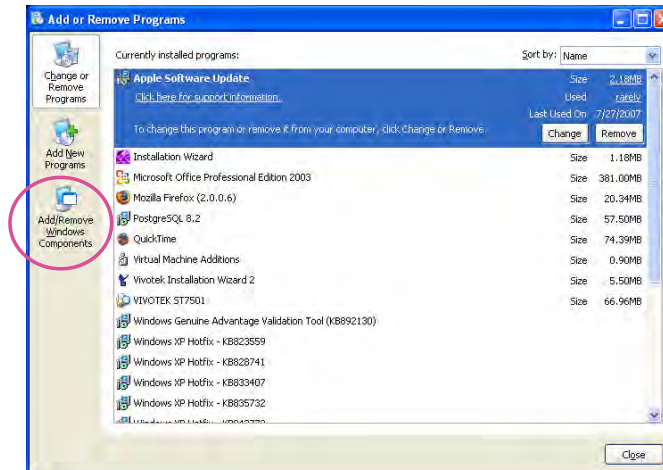 Add or Remove Programs
Change or
Remove
Programs
Add New
Programs
Add/Remove
Windows
Components
Currently installed programs:
Sort by: Name
Apple Software Update Size 2.18MB
Click here for support information. Used rarely
Last Used On 7/27/2007
To change this program or remove it from your computer, click Change or Remove. Change Remove
Installation Wizard Size 1.18MB
Microsoft Office Professional Edition 2003 Size 381.00MB
Mozilla Firefox (2.0.0.6) Size 20.34MB
PostgreSQL 8.2 Size 57.50MB
QuickTime Size 74.39MB
Virtual Machine Additions Size 0.90MB
Vivotek Installation Wizard 2 Size 5.50MB
VIVOTEK ST7501 Size 66.96MB
Windows Genuine Advantage Validation Tool (KB892130)
Windows XP Hotfix - KB823559
Windows XP Hotfix - KB828741
Windows XP Hotfix - KB833407
Windows XP Hotfix - KB835732
Windows XP Hotfix
Close